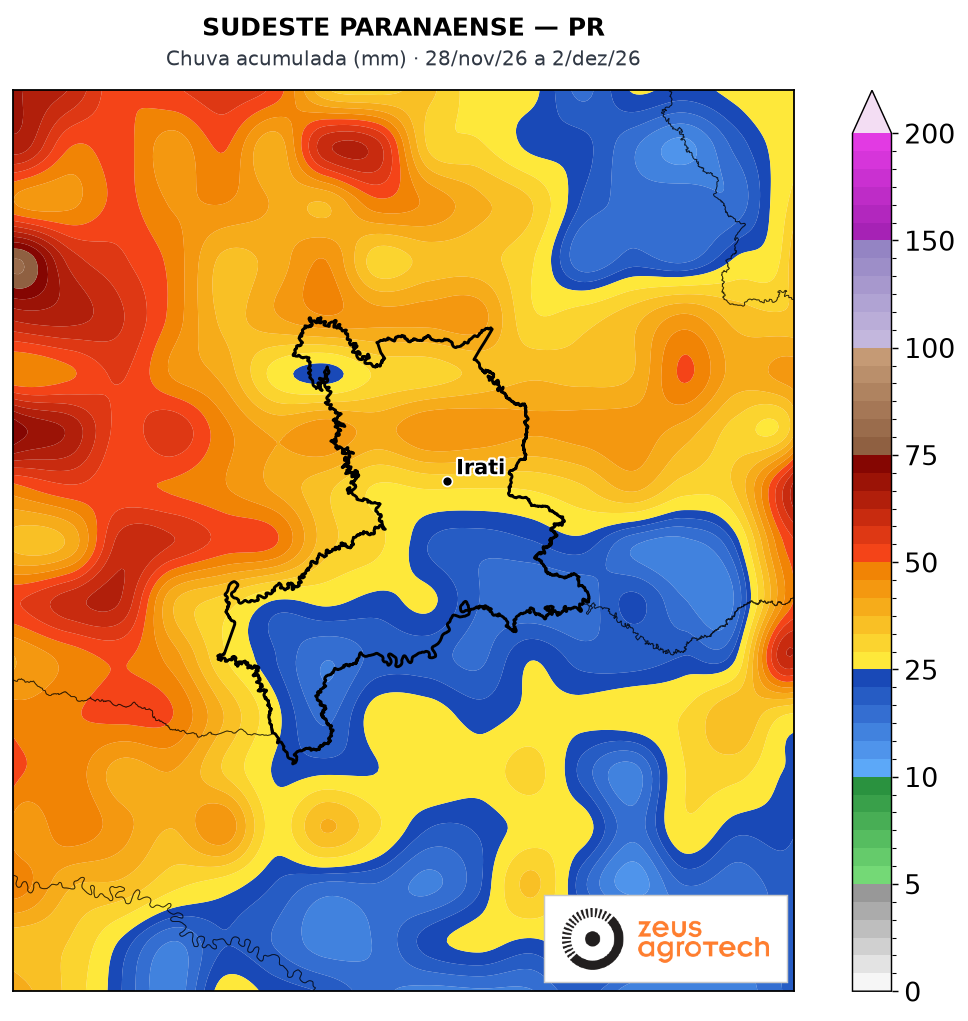 SUDESTE PARANAENSE — PR
Chuva acumulada (mm) · 28/nov/26 a 2/dez/26
200
150
100
75
50
25
10
5
0
Irati
zeus
agrotech